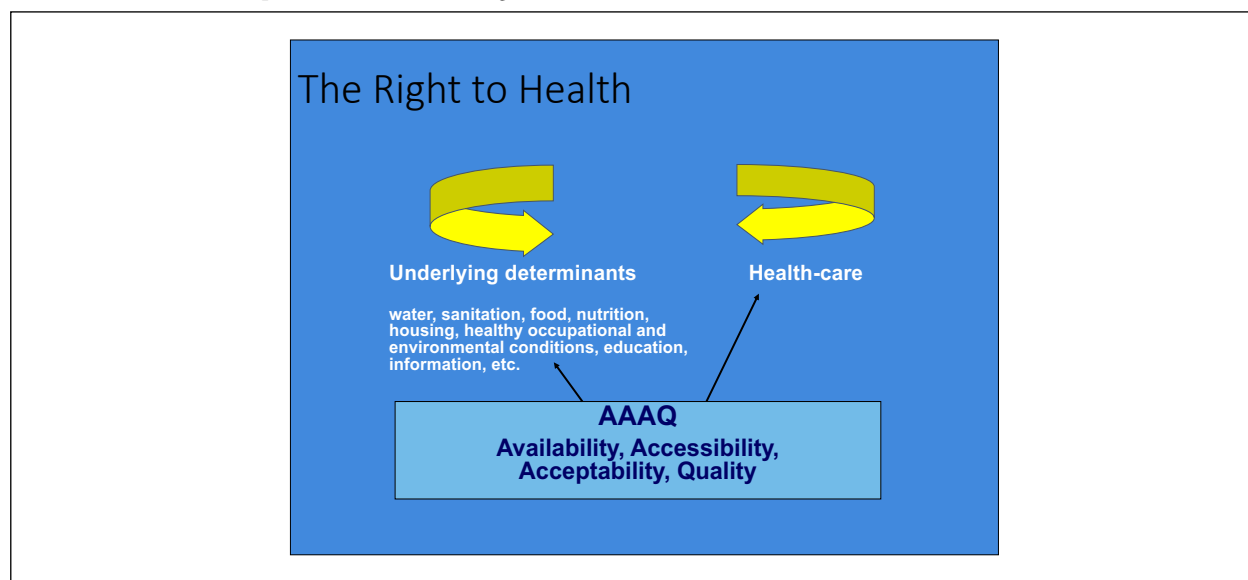 The Right to Health
Underlying determinants
Health-care
water, sanitation, food, nutrition,
housing, healthy occupational and
environmental conditions, education,
information, etc.
AAAQ
Availability, Accessibility,
Acceptability, Quality